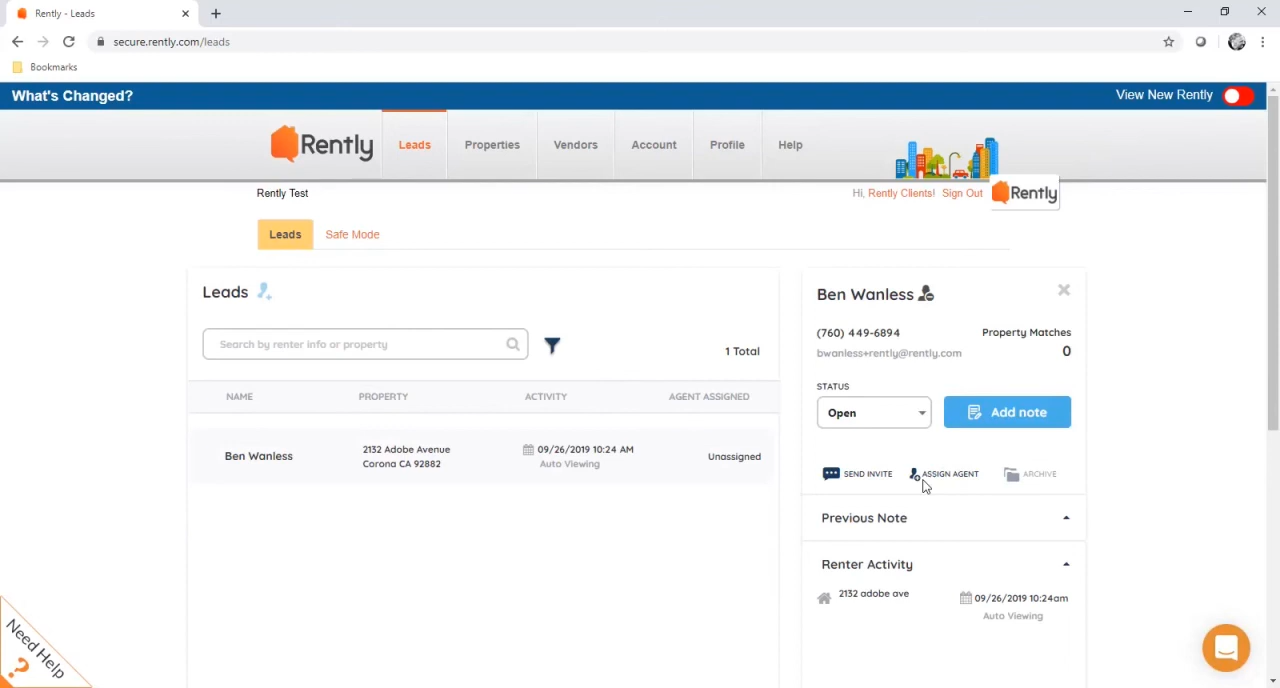 Rently - Leads
secure.rently.com/leads
Bookmarks
What's Changed?
View New Rently
Rently
Leads
Properties
Vendors
Account
Profile
Help
Rently Test
Hi, Rently Clients! Sign Out
Rently
Leads
Safe Mode
Leads
Search by renter info or property
1 Total
NAME
PROPERTY
ACTIVITY
AGENT ASSIGNED
Ben Wanless
2132 Adobe Avenue
Corona CA 92882
09/26/2019 10:24 AM
Auto Viewing
Unassigned
Ben Wanless
(760) 449-6894
Property Matches
bwanless+rently@rently.com
0
STATUS
Open
Add note
SEND INVITE
ASSIGN AGENT
ARCHIVE
Previous Note
Renter Activity
2132 adobe ave
09/26/2019 10:24am
Auto Viewing
Need Help
?